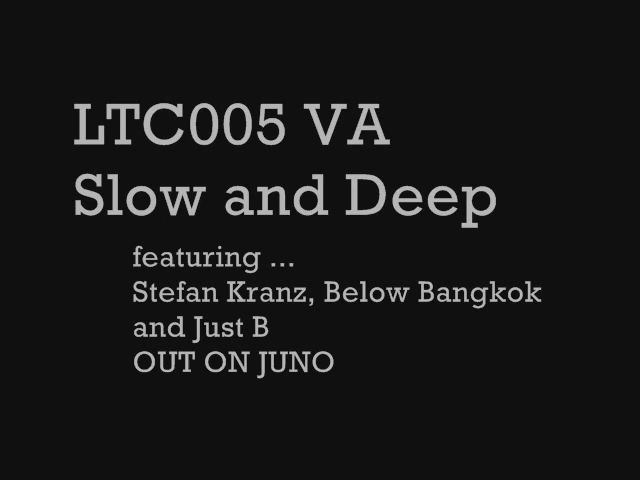 LTC005 VA
Slow and Deep
featuring ...
Stefan Kranz, Below Bangkok
and Just B
OUT ON JUNO